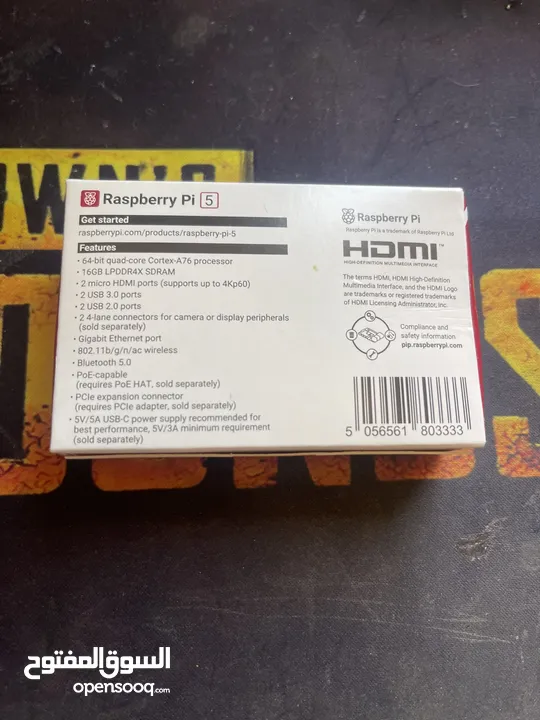 OWN'S
Raspberry Pi 5
Get started
raspberrypi.com/products/raspberry-pi-5
Features
• 64-bit quad-core Cortex-A76 processor
• 16GB LPDDR4X SDRAM
• 2 micro HDMI ports (supports up to 4Kp60)
• 2 USB 3.0 ports
• 2 USB 2.0 ports
• 2 4-lane connectors for camera or display peripherals
(sold separately)
• Gigabit Ethernet port
• 802.11b/g/n/ac wireless
• Bluetooth 5.0
• PoE-capable
(requires PoE HAT, sold separately)
• PCIe expansion connector
(requires PCIe adapter, sold separately)
• 5V/5A USB-C power supply recommended for
best performance, 5V/3A minimum requirement
(sold separately)
Raspberry Pi
Raspberry Pi is a trademark of Raspberry Pi Ltd
HDMI™
HIGH-DEFINITION MULTIMEDIA INTERFACE
The terms HDMI, HDMI High-Definition
Multimedia Interface, and the HDMI Logo
are trademarks or registered trademarks
of HDMI Licensing Administrator, Inc.
Compliance and
safety information
pip.raspberrypi.com
5 056561 803333
السوق المفتوح
opensooq.com